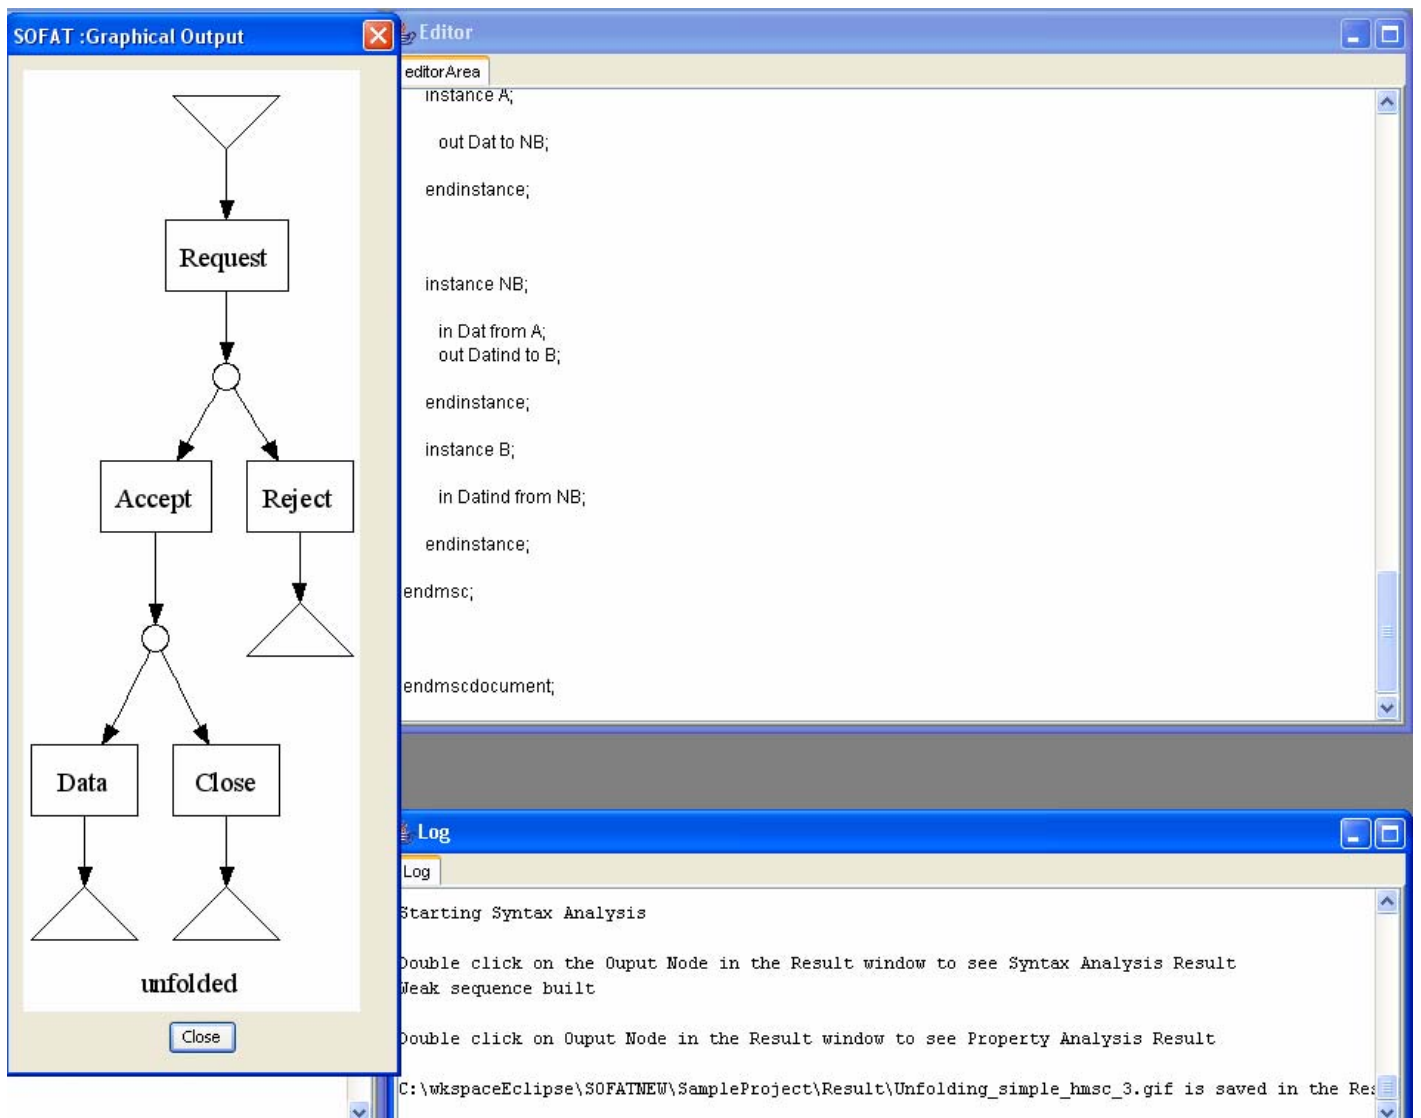 SOFAT :Graphical Output
Request
Accept Reject
Data Close
unfolded
Close
Editor
editorArea
instance A;
out Dat to NB;
endinstance;
instance NB;
in Dat from A;
out Datind to B;
endinstance;
instance B;
in Datind from NB;
endinstance;
endmsc;
endmscdocument;
Log
Log
Starting Syntax Analysis
Double click on the Ouput Node in the Result window to see Syntax Analysis Result
Weak sequence built
Double click on Ouput Node in the Result window to see Property Analysis Result
C:\wkspaceEclipse\SOFATNEW\SampleProject\Result\Unfolding_simple_hmsc_3.gif is saved in the Res